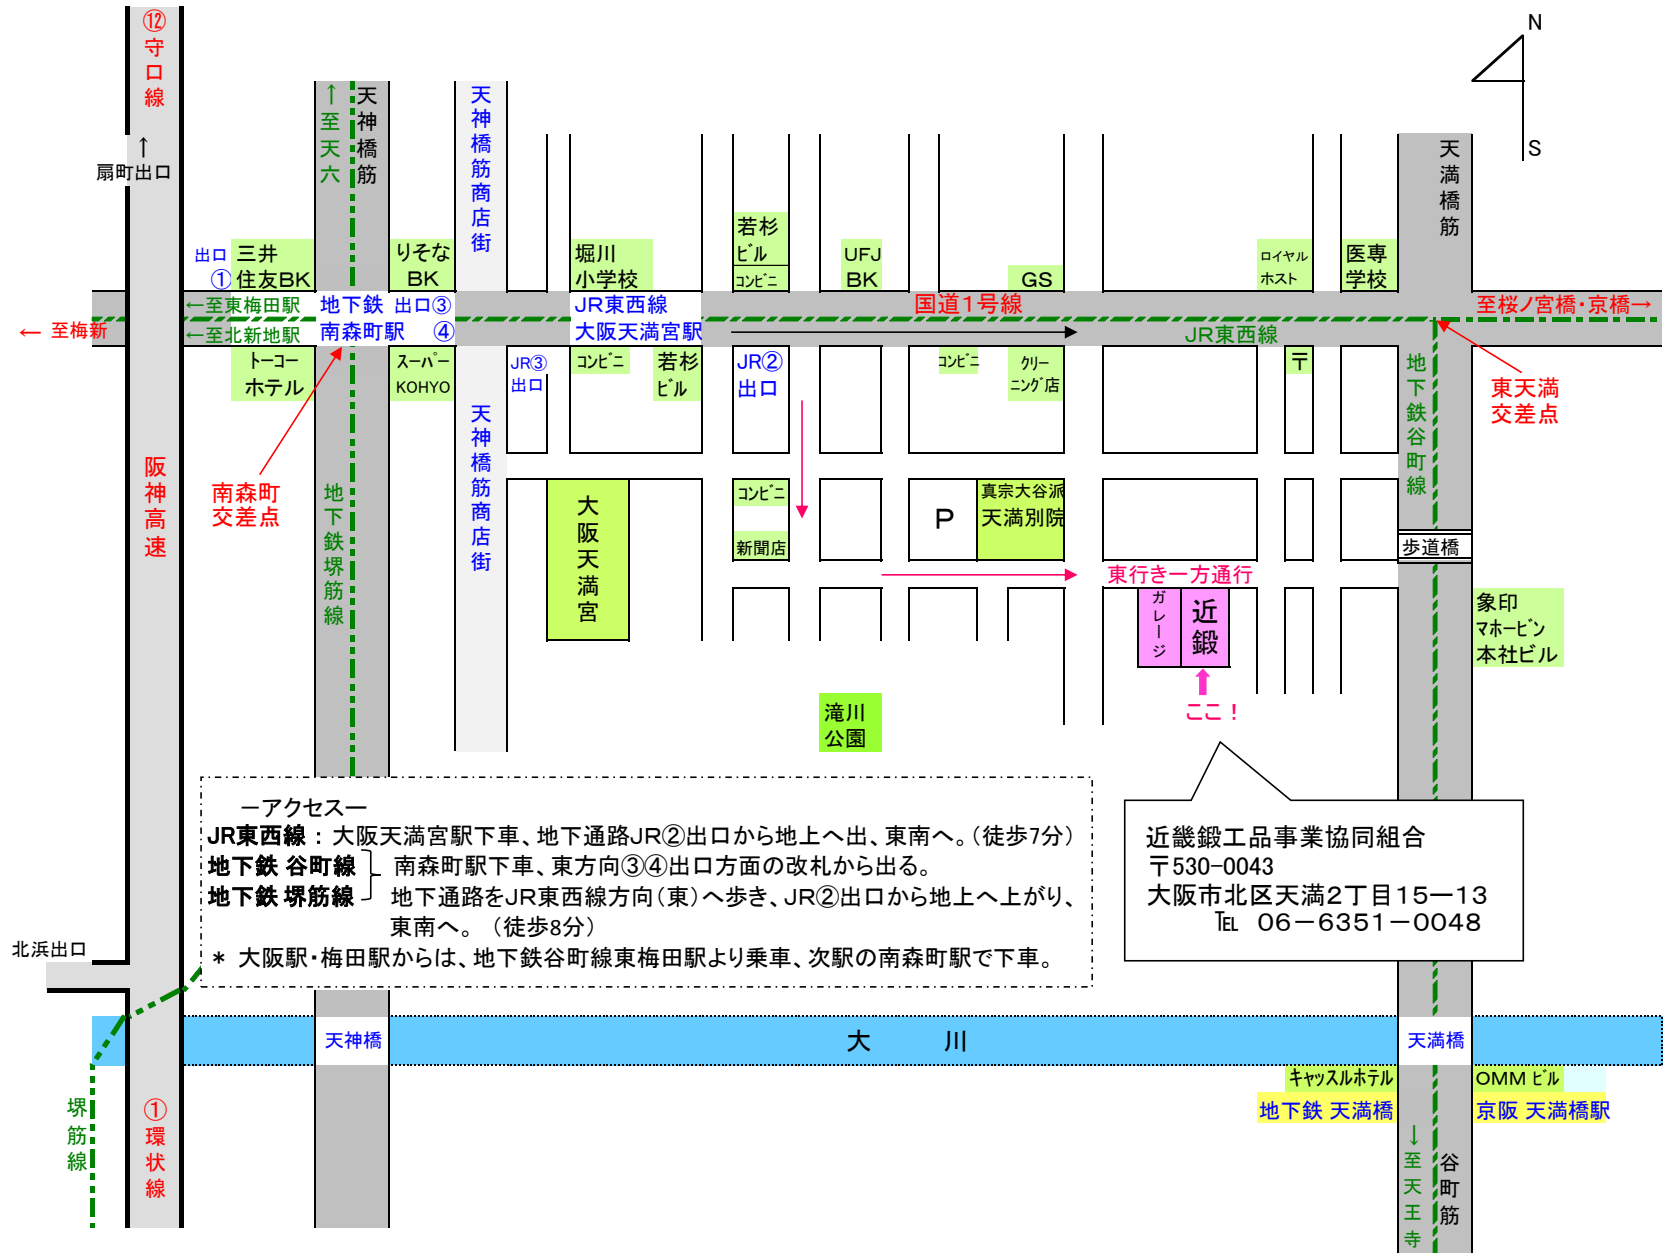 ⑫守口線
↑
扇町出口
↑至天六
天神橋筋
天神橋筋商店街
天満橋筋
N
S
出口
①
三井
住友BK
りそな
BK
堀川
小学校
若杉
ビル
コンビニ
UFJ
BK
GS
ロイヤル
ホスト
医専
学校
←至東梅田駅
地下鉄 出口③
JR東西線
国道1号線
至桜ノ宮橋・京橋→
← 至梅新
←至北新地駅
南森町駅 ④
大阪天満宮駅
JR東西線
トーコー
ホテル
スーパー
KOHYO
JR③
出口
コンビニ
若杉
ビル
JR②
出口
コンビニ
クリー
ニング店
〒
地下鉄谷町線
東天満
交差点
天神橋筋商店街
阪神高速
南森町
交差点
地下鉄堺筋線
大阪天満宮
コンビニ
新聞店
P
真宗大谷派
天満別院
歩道橋
東行き一方通行
ガレージ
近鍛
象印
マホービン
本社ビル
ここ!
滝川
公園
-アクセス-
JR東西線 : 大阪天満宮駅下車、地下通路JR②出口から地上へ出、東南へ。(徒歩7分)
地下鉄 谷町線 南森町駅下車、東方向③④出口方面の改札から出る。
地下鉄 堺筋線 地下通路をJR東西線方向(東)へ歩き、JR②出口から地上へ上がり、
東南へ。 (徒歩8分)
* 大阪駅・梅田駅からは、地下鉄谷町線東梅田駅より乗車、次駅の南森町駅で下車。
近畿鍛工品事業協同組合
〒530-0043
大阪市北区天満2丁目15ー13
℡ 06-6351-0048
北浜出口
天神橋
大 川
天満橋
キャッスルホテル
OMMビル
地下鉄 天満橋
京阪 天満橋駅
堺筋線
①環状線
↓至天王寺
谷町筋